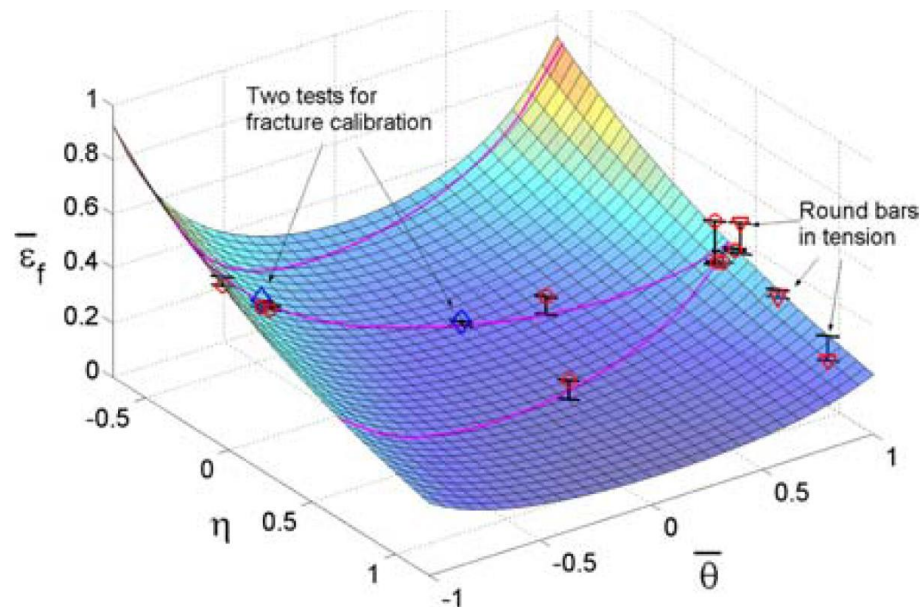 Two tests for
fracture calibration
Round bars
in tension
1
0.8
0.6
0.4
0.2
0
ε̄f
-0.5
0
0.5
1
η
-1
-0.5
0
0.5
1
θ̄